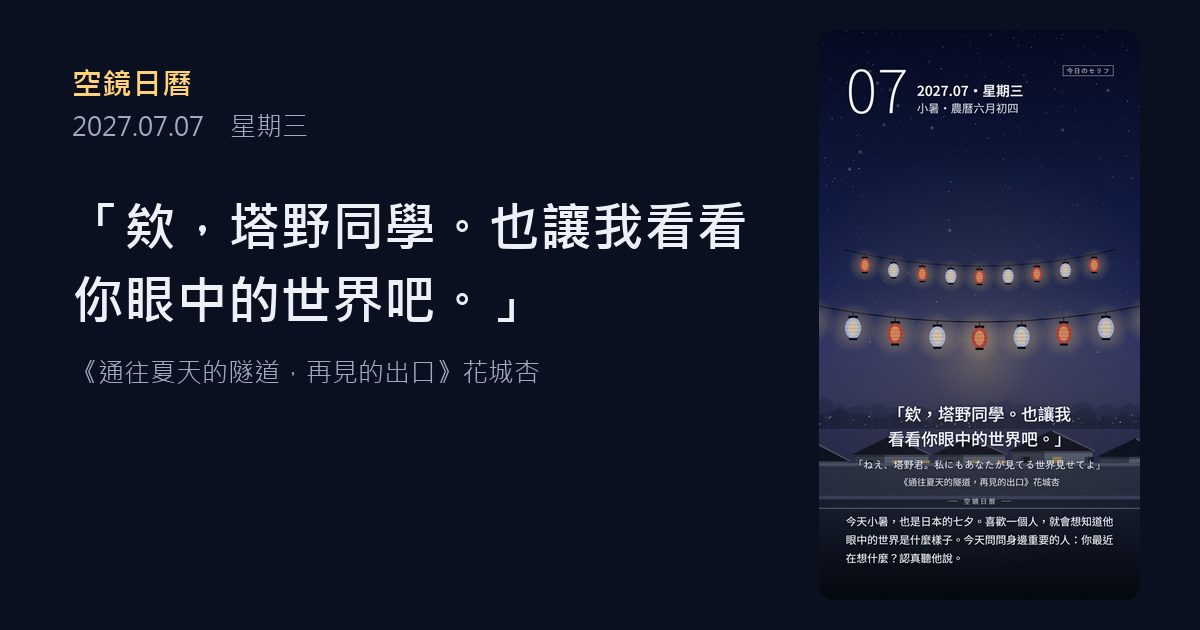 空鏡日曆
2027.07.07 星期三
「欸，塔野同學。也讓我看看
你眼中的世界吧。」
《通往夏天的隧道，再見的出口》花城杏
今日のセリフ
07
2027.07・星期三
小暑・農曆六月初四
「欸，塔野同學。也讓我
看看你眼中的世界吧。」
「ねえ、塔野君。私にもあなたが見てる世界見せてよ」
《通往夏天的隧道，再見的出口》花城杏
空鏡日曆
今天小暑，也是日本的七夕。喜歡一個人，就會想知道他
眼中的世界是什麼樣子。今天問問身邊重要的人：你最近
在想什麼？認真聽他說。